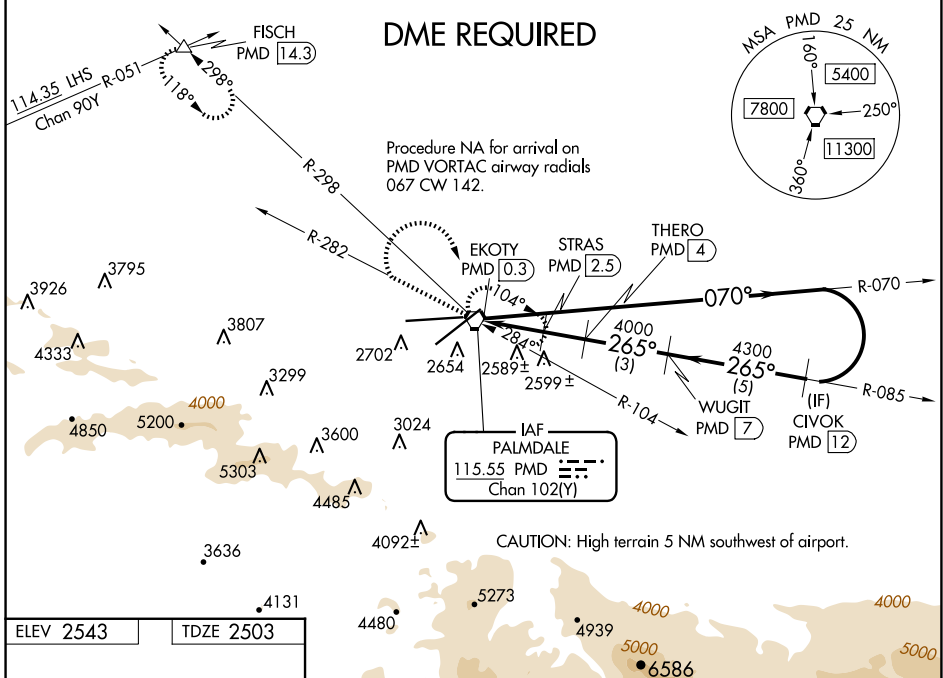 DME REQUIRED
FISCH
PMD 14.3
114.35 LHS R-051
Chan 90Y
298°
118°
MSA PMD 25 NM
160°
5400
7800
250°
11300
360°
Procedure NA for arrival on
PMD VORTAC airway radials
067 CW 142.
R-298
R-282
EKOTY
PMD 0.3
STRAS
PMD 2.5
THERO
PMD 4
070°
R-070
104°
284°
4000
265°
(3)
4300
265°
(5)
R-085
R-104
WUGIT
PMD 7
(IF)
CIVOK
PMD 12
3926
3795
4333
3807
2702
2654
2589±
2599±
3299
4000
4850
5200
3600
3024
5303
4485
IAF
PALMDALE
115.55 PMD
Chan 102(Y)
4092±
CAUTION: High terrain 5 NM southwest of airport.
3636
4131
4480
5273
4939
4000
4000
5000
5000
6586
ELEV 2543
TDZE 2503